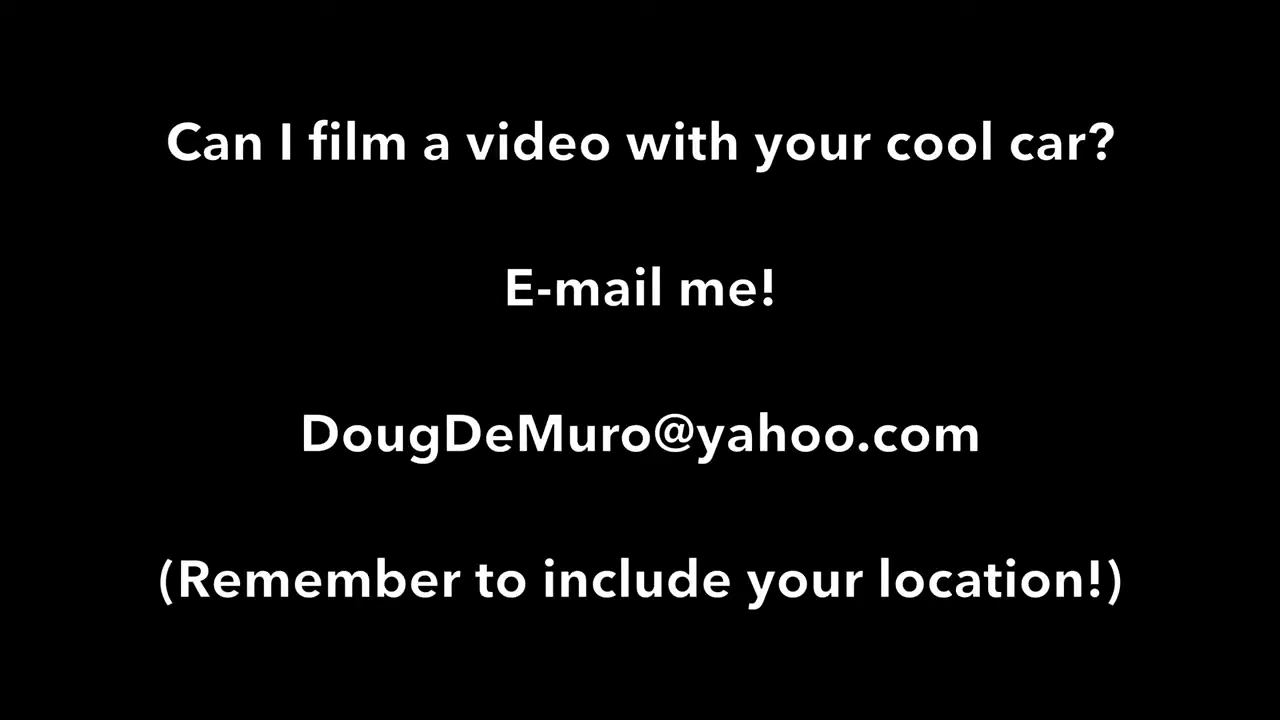 Can I film a video with your cool car?
E-mail me!
DougDeMuro@yahoo.com
(Remember to include your location!)